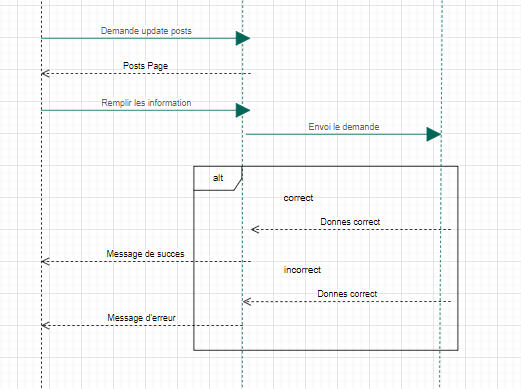 Demande update posts
Posts Page
Remplir les information
Envoi le demande
alt
correct
Donnes correct
Message de succes
incorrect
Donnes correct
Message d'erreur